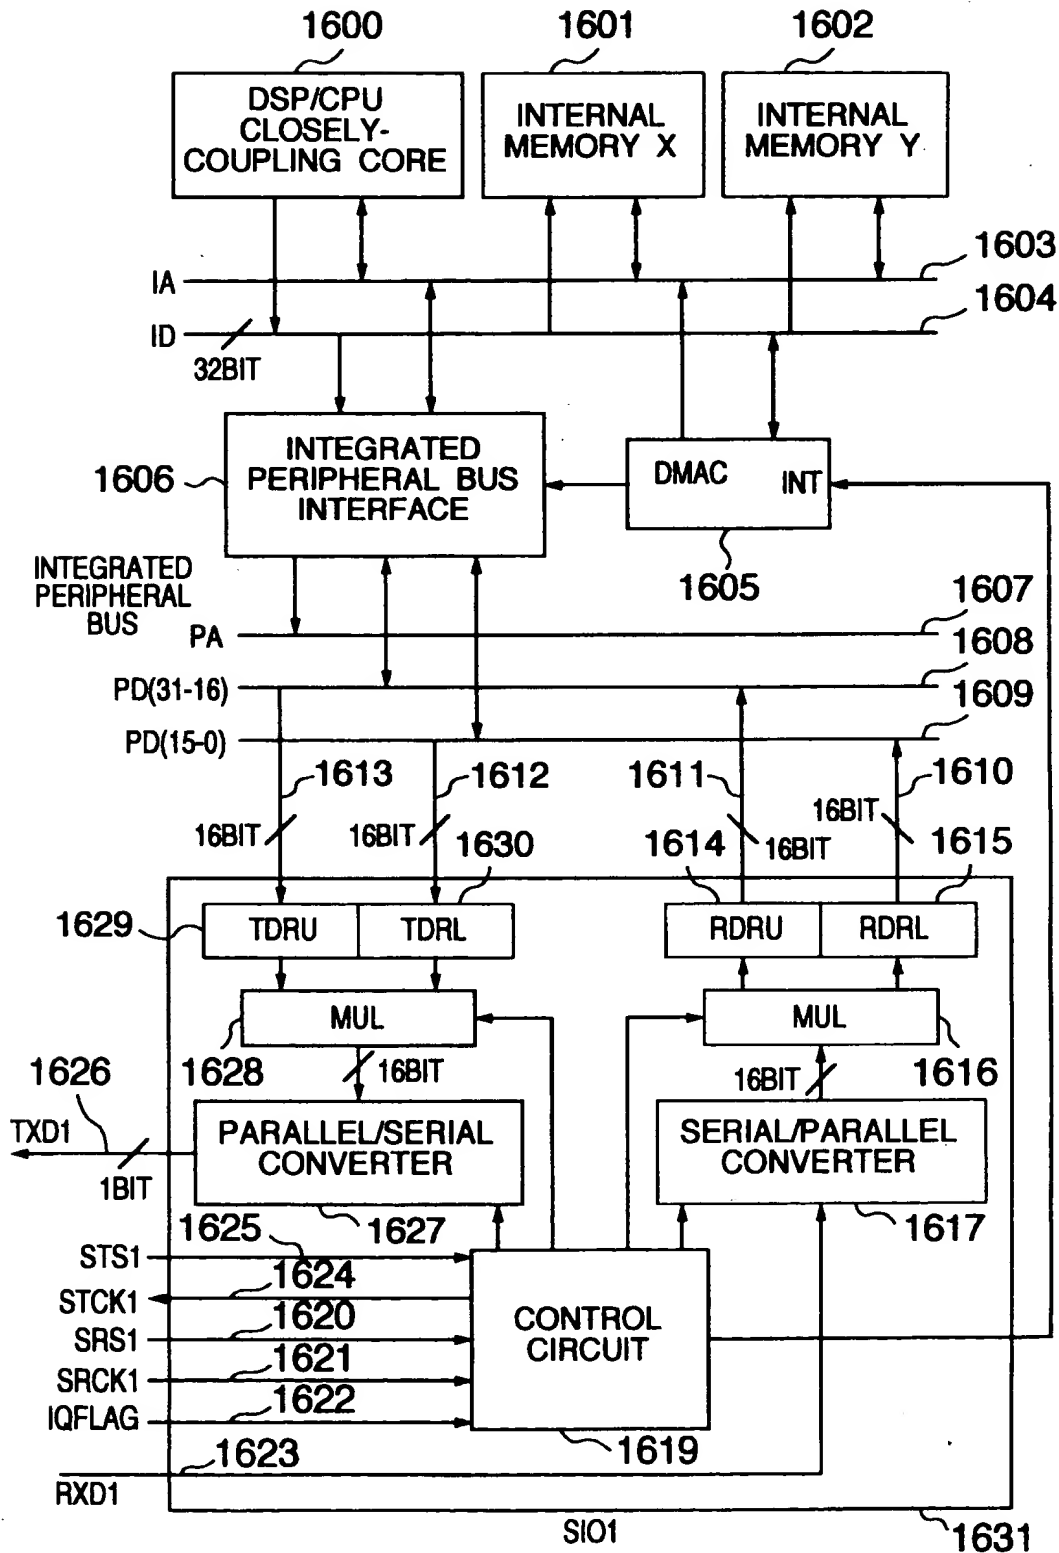 1600
1601
1602
DSP/CPU
CLOSELY-
COUPLING CORE
INTERNAL
MEMORY X
INTERNAL
MEMORY Y
1603
IA
1604
ID
32BIT
1606
INTEGRATED
PERIPHERAL BUS
INTERFACE
DMAC
INT
1605
INTEGRATED
PERIPHERAL
BUS
1607
PA
1608
PD(31-16)
1609
PD(15-0)
1613
1612
1611
1610
16BIT
16BIT
16BIT
16BIT
1630
1614
1615
1629
TDRU
TDRL
RDRU
RDRL
MUL
MUL
1628
16BIT
16BIT
1616
1626
TXD1
1BIT
PARALLEL/SERIAL
CONVERTER
SERIAL/PARALLEL
CONVERTER
1627
1617
1625
STS1
1624
STCK1
1620
SRS1
1621
SRCK1
1622
IQFLAG
CONTROL
CIRCUIT
1619
1623
RXD1
SIO1
1631